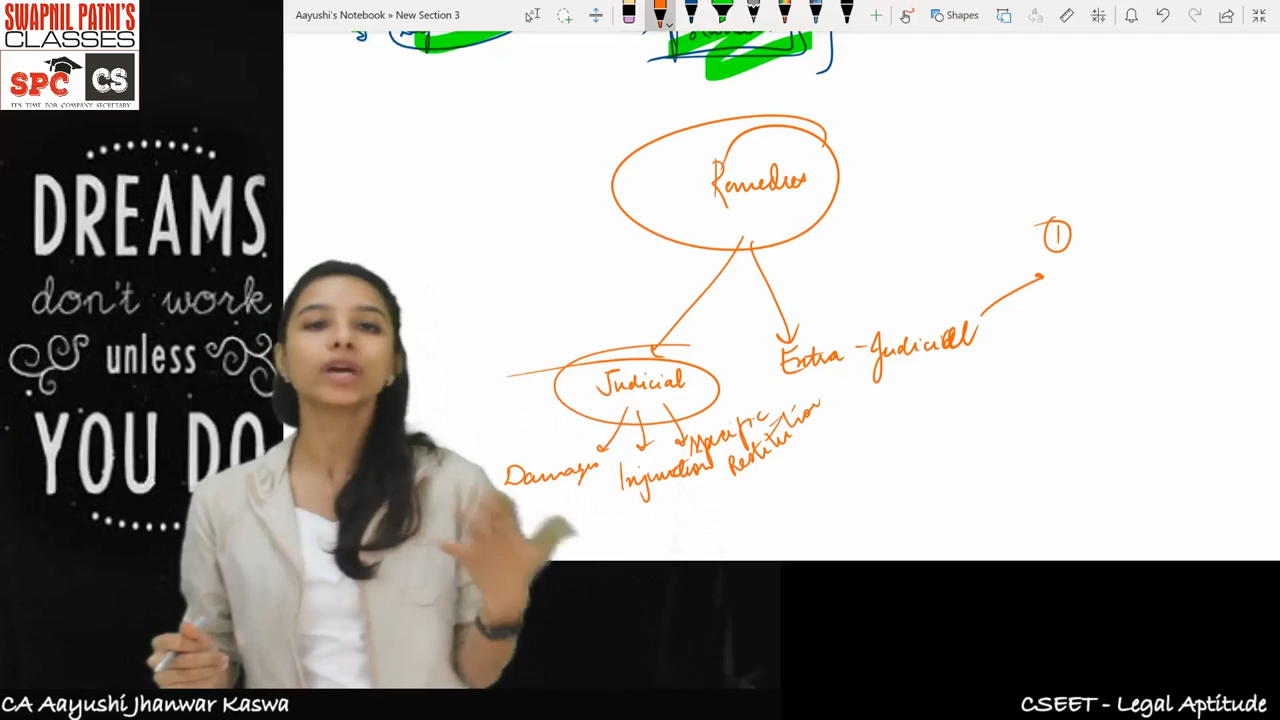 SWAPNIL PATNI'S
CLASSES
SPC CS
IT'S TIME FOR COMPANY SECRETARY
Aayushi's Notebook » New Section 3
Shapes
DREAMS
don't work
unless
YOU DO
Remedies
1
Judicial
Extra - Judicial
Damages
Injunction
Specific
Restitution
CA Aayushi Jhanwar Kaswa
CSEET - Legal Aptitude